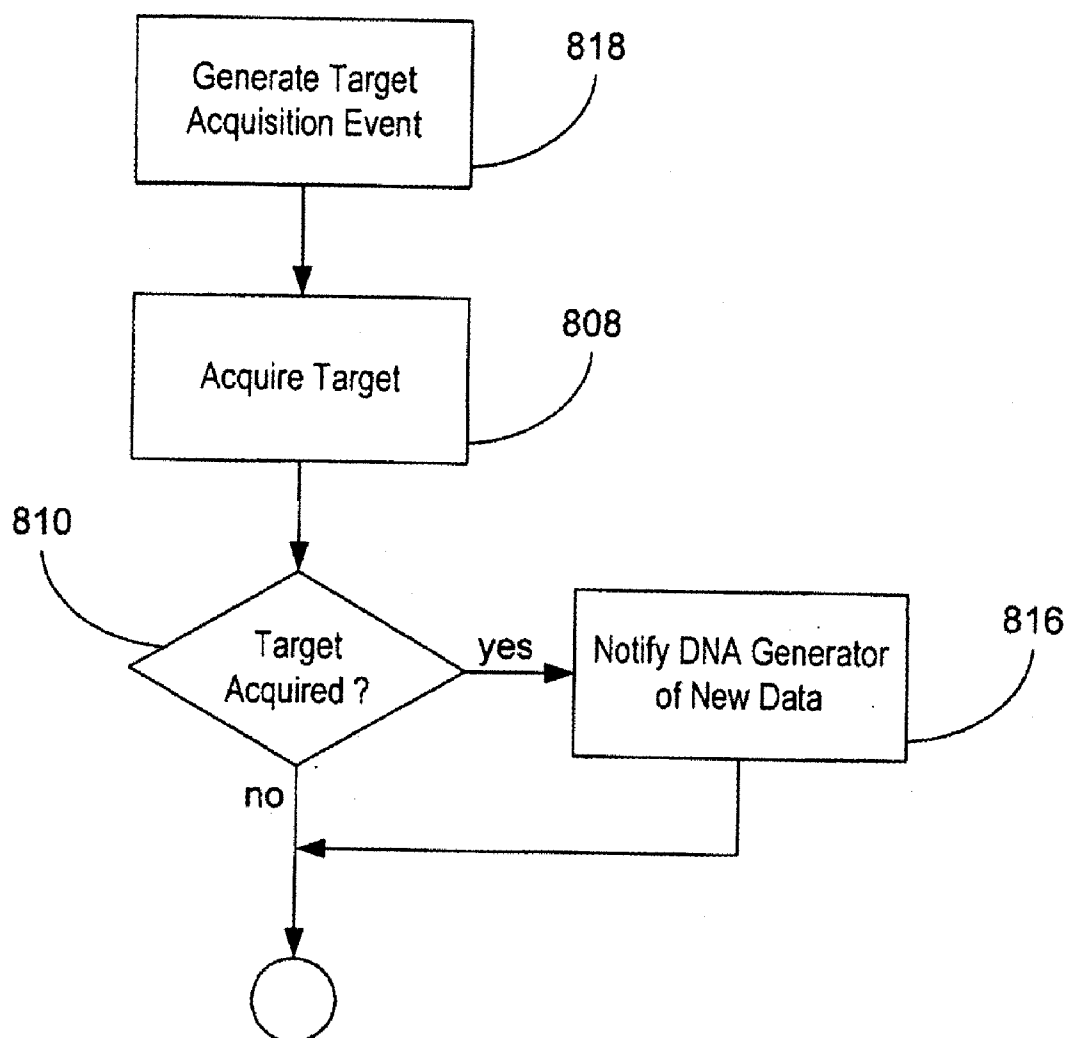 Generate Target
Acquisition Event
818
Acquire Target
808
810
Target
Acquired ?
yes
Notify DNA Generator
of New Data
816
no